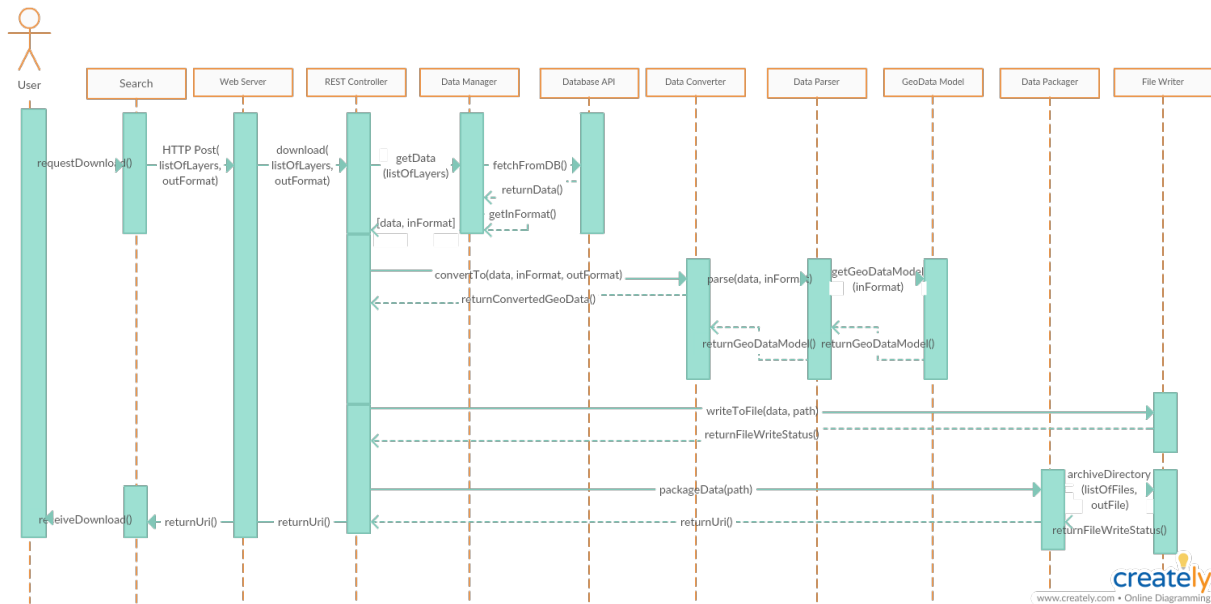 User
Search
Web Server
REST Controller
Data Manager
Database API
Data Converter
Data Parser
GeoData Model
Data Packager
File Writer
requestDownload()
HTTP Post(
listOfLayers,
outFormat)
download(
listOfLayers,
outFormat)
getData
(listOfLayers)
fetchFromDB()
returnData()
getInFormat()
[data, inFormat]
convertTo(data, inFormat, outFormat)
parse(data, inFormat)
getGeoDataModel
(inFormat)
returnConvertedGeoData()
returnGeoDataModel()
returnGeoDataModel()
writeToFile(data, path)
returnFileWriteStatus()
packageData(path)
archiveDirectory
(listOfFiles,
outFile)
receiveDownload()
returnUri()
returnUri()
returnUri()
returnFileWriteStatus()
creately
www.creately.com • Online Diagramming